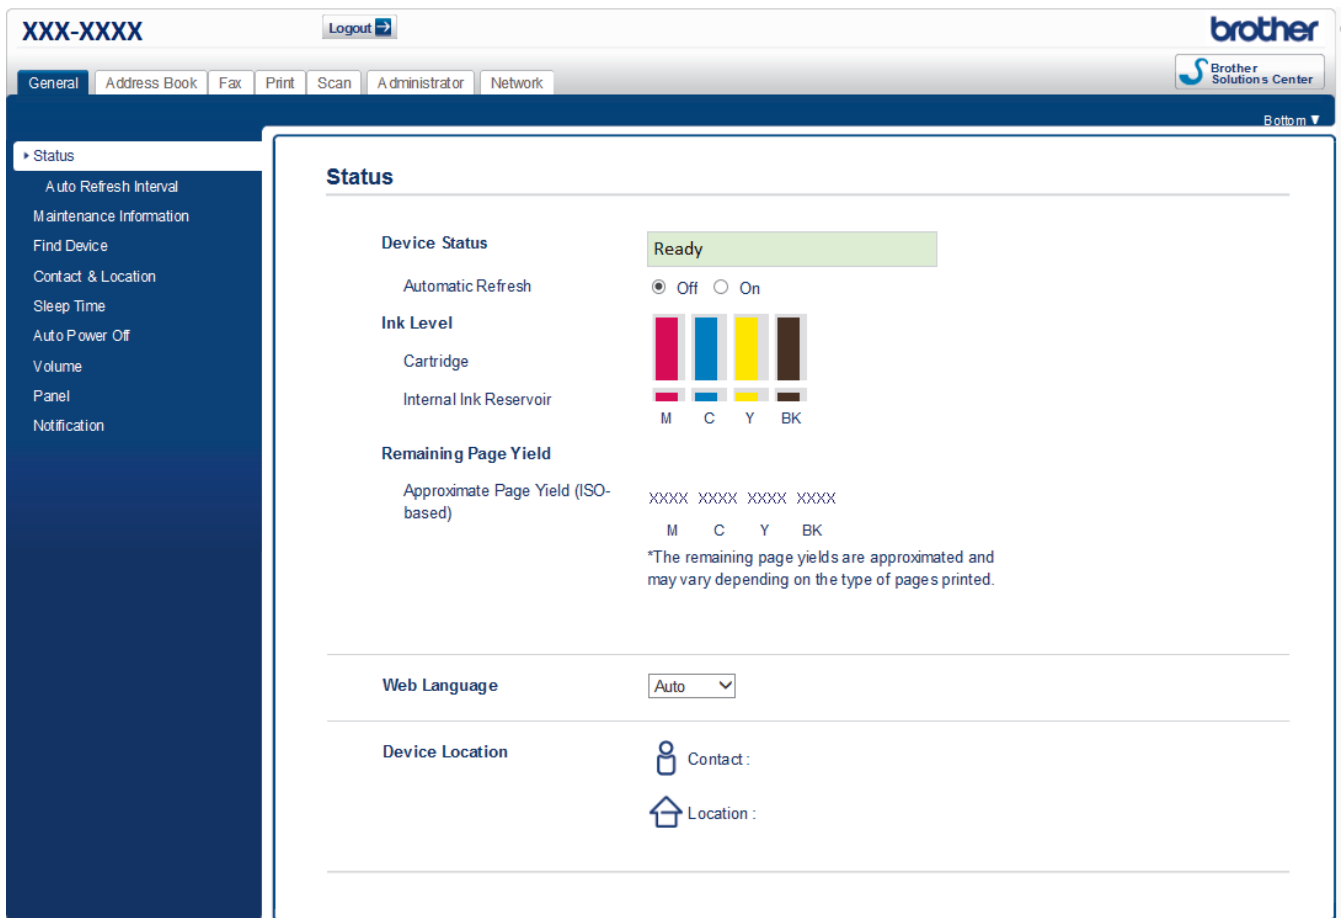 XXX-XXXX
Logout
brother
General Address Book Fax Print Scan Administrator Network
Brother
Solutions Center
Bottom ▼
Status
Auto Refresh Interval
Maintenance Information
Find Device
Contact & Location
Sleep Time
Auto Power Off
Volume
Panel
Notification
Status
Device Status Ready
Automatic Refresh Off On
Ink Level
Cartridge
Internal Ink Reservoir
M C Y BK
Remaining Page Yield
Approximate Page Yield (ISO-
based)
XXXX XXXX XXXX XXXX
M C Y BK
*The remaining page yields are approximated and
may vary depending on the type of pages printed.
Web Language Auto
Device Location Contact :
Location :